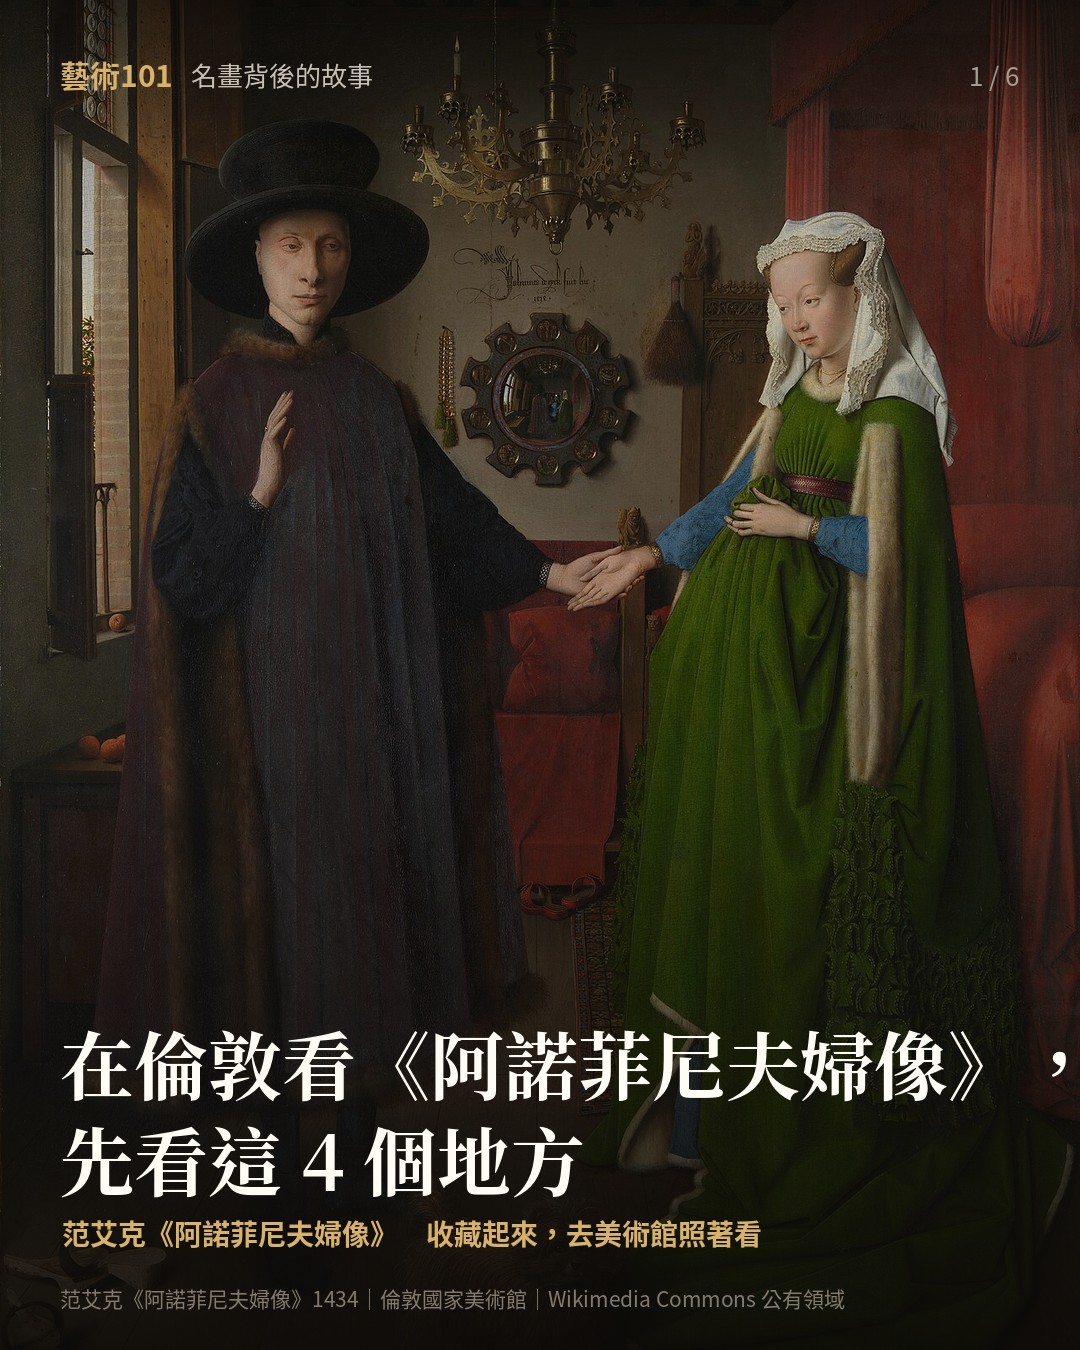 藝術101 名畫背後的故事
1 / 6
在倫敦看《阿諾菲尼夫婦像》，
先看這 4 個地方
范艾克《阿諾菲尼夫婦像》 收藏起來，去美術館照著看
范艾克《阿諾菲尼夫婦像》1434｜倫敦國家美術館｜Wikimedia Commons 公有領域